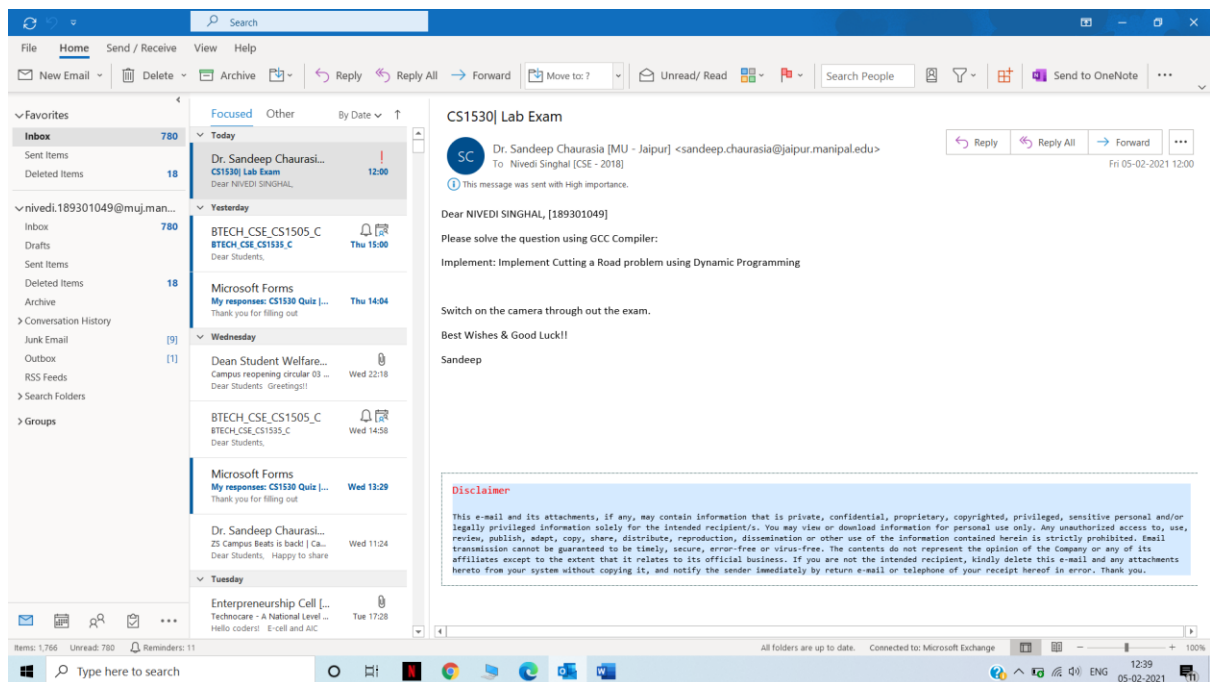 Search
File Home Send / Receive View Help
New Email Delete Archive Reply Reply All Forward Move to: ? Unread/ Read Search People Send to OneNote
Favorites
Inbox 780
Sent Items
Deleted Items 18
nivedi.189301049@muj.man...
Inbox 780
Drafts
Sent Items
Deleted Items 18
Archive
Conversation History
Junk Email [9]
Outbox [1]
RSS Feeds
Search Folders
Groups
Focused Other By Date
Today
Dr. Sandeep Chaurasi...
CS1530| Lab Exam 12:00
Dear NIVEDI SINGHAL,
Yesterday
BTECH_CSE_CS1505_C
BTECH_CSE_CS1535_C Thu 15:00
Dear Students,
Microsoft Forms
My responses: CS1530 Quiz |... Thu 14:04
Thank you for filling out
Wednesday
Dean Student Welfare...
Campus reopening circular 03 ... Wed 22:18
Dear Students Greetings!!
BTECH_CSE_CS1505_C
BTECH_CSE_CS1535_C Wed 14:58
Dear Students,
Microsoft Forms
My responses: CS1530 Quiz |... Wed 13:29
Thank you for filling out
Dr. Sandeep Chaurasi...
ZS Campus Beats is back! | Ca... Wed 11:24
Dear Students, Happy to share
Tuesday
Enterpreneurship Cell [...
Technocare - A National Level ... Tue 17:28
Hello coders! E-cell and AIC
CS1530| Lab Exam
SC
Dr. Sandeep Chaurasia [MU - Jaipur] <sandeep.chaurasia@jaipur.manipal.edu>
To Nivedi Singhal [CSE - 2018]
Reply Reply All Forward
Fri 05-02-2021 12:00
This message was sent with High importance.
Dear NIVEDI SINGHAL, [189301049]
Please solve the question using GCC Compiler:
Implement: Implement Cutting a Road problem using Dynamic Programming
Switch on the camera through out the exam.
Best Wishes & Good Luck!!
Sandeep
Disclaimer
This e-mail and its attachments, if any, may contain information that is private, confidential, proprietary, copyrighted, privileged, sensitive personal and/or
legally privileged information solely for the intended recipient/s. You may view or download information for personal use only. Any unauthorized access to, use,
review, publish, adapt, copy, share, distribute, reproduction, dissemination or other use of the information contained herein is strictly prohibited. Email
transmission cannot be guaranteed to be timely, secure, error-free or virus-free. The contents do not represent the opinion of the Company or any of its
affiliates except to the extent that it relates to its official business. If you are not the intended recipient, kindly delete this e-mail and any attachments
hereto from your system without copying it, and notify the sender immediately by return e-mail or telephone of your receipt hereof in error. Thank you.
Items: 1,766 Unread: 780 Reminders: 11
All folders are up to date. Connected to: Microsoft Exchange 100%
Type here to search
ENG 12:39
05-02-2021